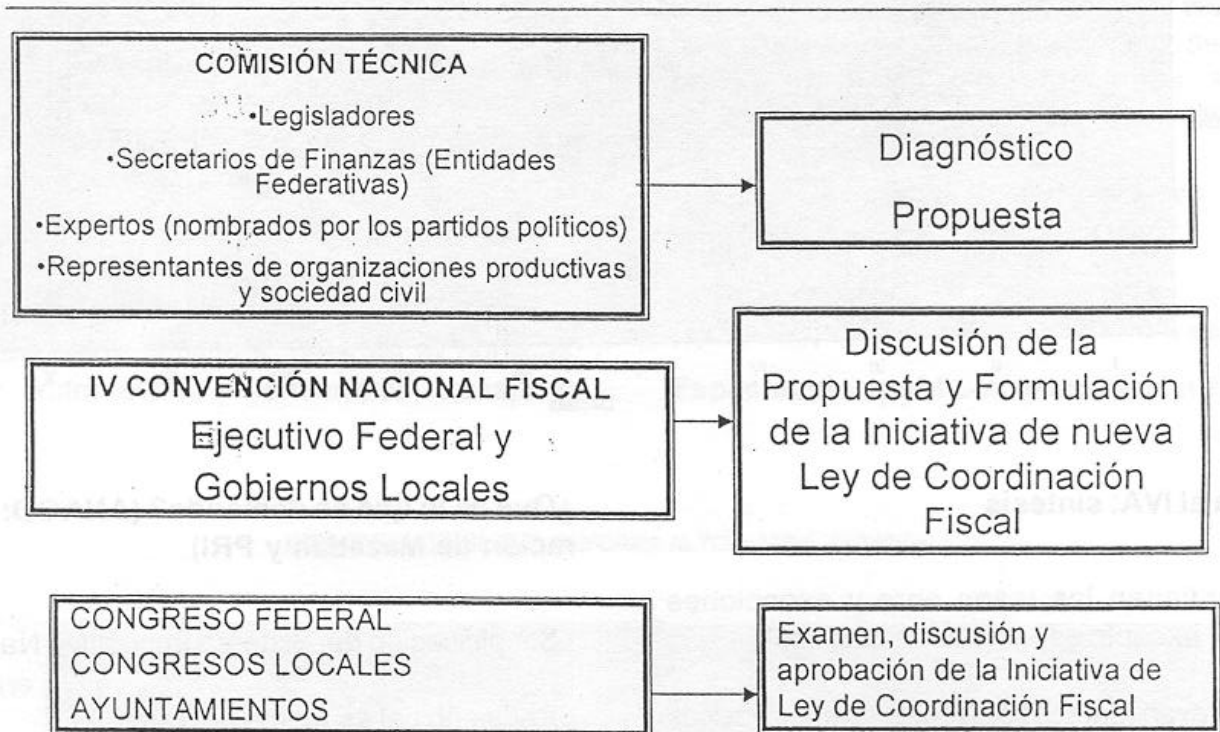 COMISIÓN TÉCNICA
•Legisladores
•Secretarios de Finanzas (Entidades
Federativas)
•Expertos (nombrados por los partidos políticos)
•Representantes de organizaciones productivas
y sociedad civil
Diagnóstico
Propuesta
IV CONVENCIÓN NACIONAL FISCAL
Ejecutivo Federal y
Gobiernos Locales
Discusión de la
Propuesta y Formulación
de la Iniciativa de nueva
Ley de Coordinación
Fiscal
CONGRESO FEDERAL
CONGRESOS LOCALES
AYUNTAMIENTOS
Examen, discusión y
aprobación de la Iniciativa de
Ley de Coordinación Fiscal